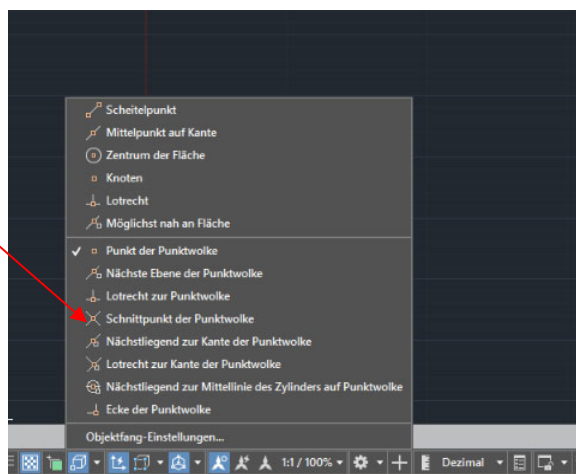 Scheitelpunkt
Mittelpunkt auf Kante
Zentrum der Fläche
Knoten
Lotrecht
Möglichst nah an Fläche
Punkt der Punktwolke
Nächste Ebene der Punktwolke
Lotrecht zur Punktwolke
Schnittpunkt der Punktwolke
Nächstliegend zur Kante der Punktwolke
Lotrecht zur Kante der Punktwolke
Nächstliegend zur Mittellinie des Zylinders auf Punktwolke
Ecke der Punktwolke
Objektfang-Einstellungen...
1:1 / 100% Dezimal